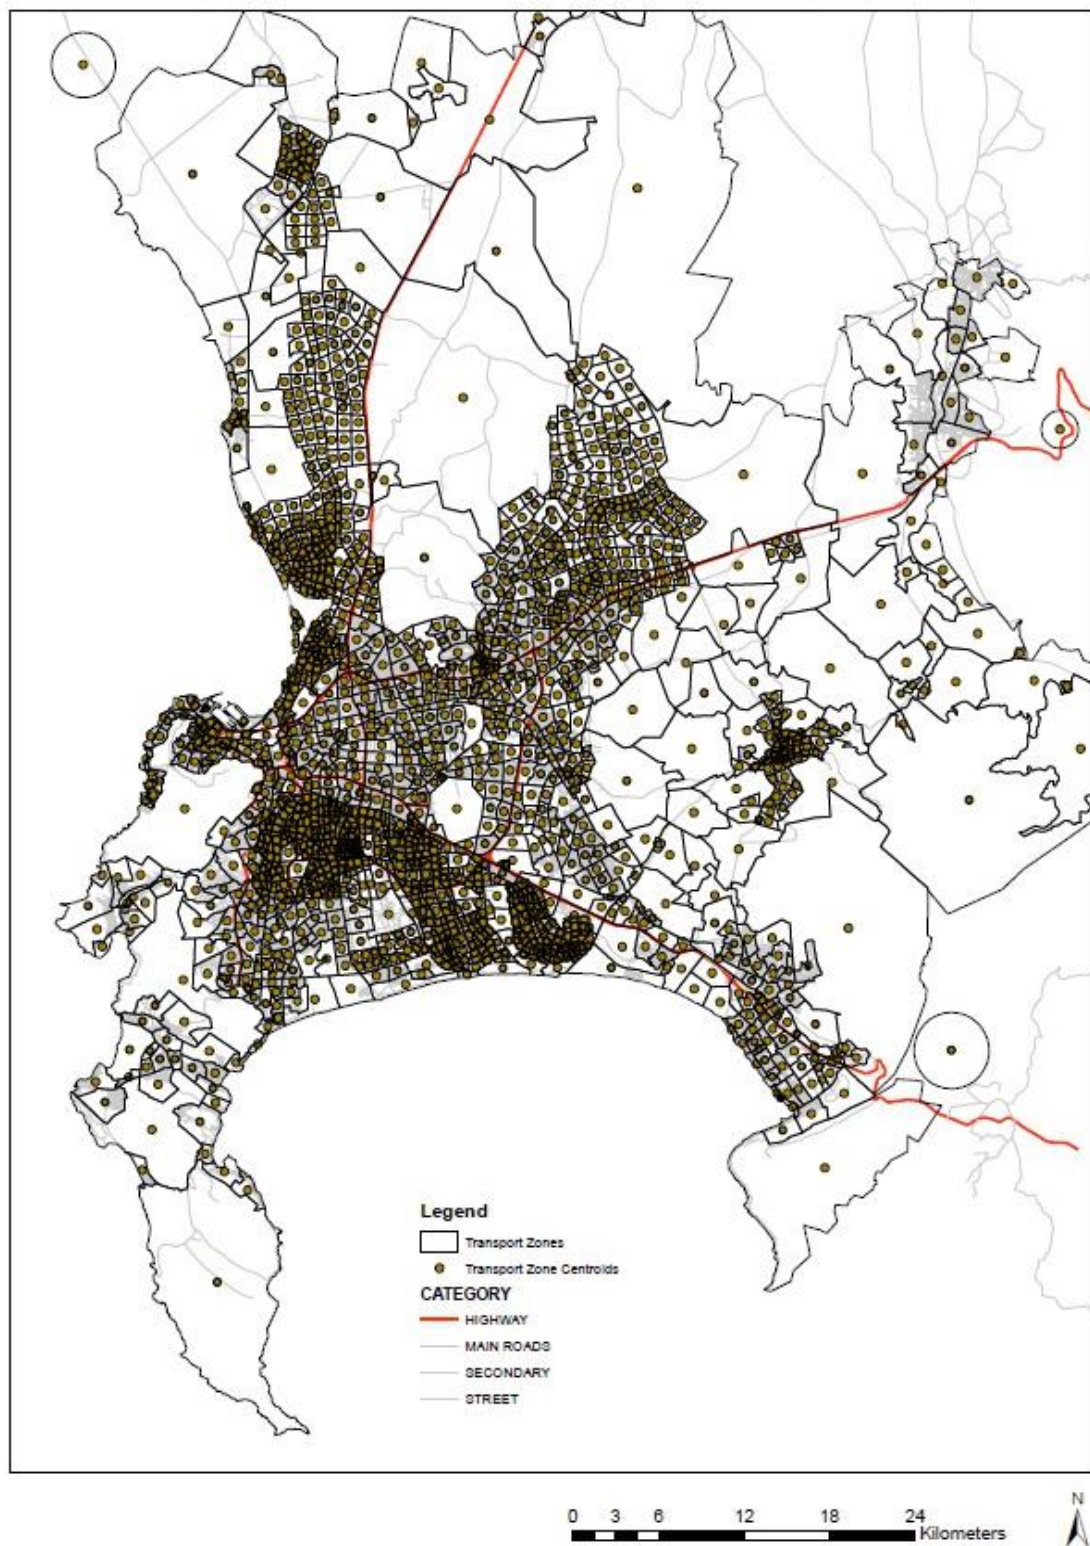 Legend
Transport Zones
Transport Zone Centroids
CATEGORY
HIGHWAY
MAIN ROADS
SECONDARY
STREET
N
0 3 6 12 18 24
Kilometers